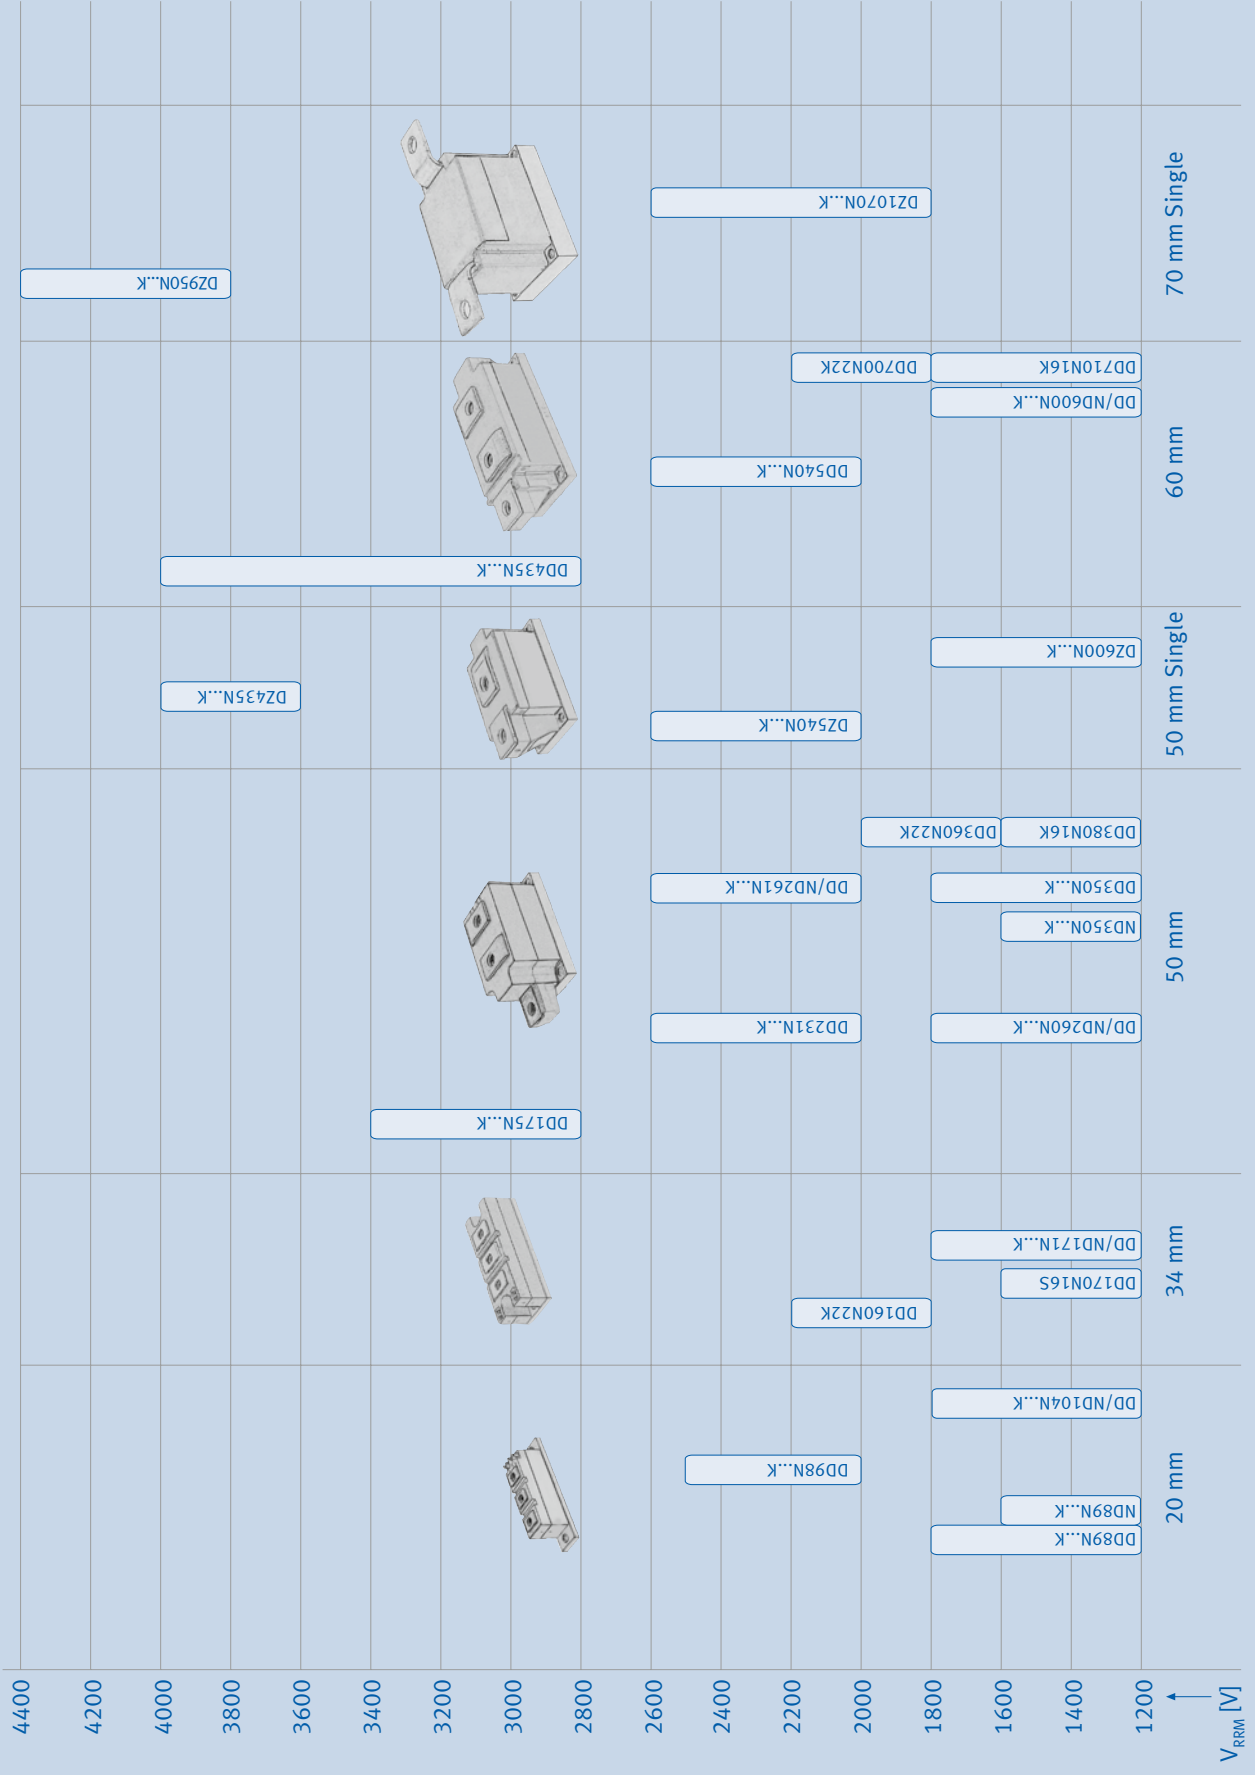 4400
4200
4000
3800
3600
3400
3200
3000
2800
2600
2400
2200
2000
1800
1600
1400
1200
VRRM [V]
20 mm
DD89N...K
ND89N...K
DD98N...K
DD/ND104N...K
34 mm
DD160N22K
DD170N16S
DD/ND171N...K
50 mm
DD175N...K
DD231N...K
DD/ND260N...K
ND350N...K
DD/ND261N...K
DD350N...K
DD360N22K
DD380N16K
50 mm Single
DZ540N...K
DZ435N...K
DZ600N...K
60 mm
DD435N...K
DD540N...K
DD/ND600N...K
DD700N22K
DD710N16K
70 mm Single
DZ950N...K
DZ1070N...K